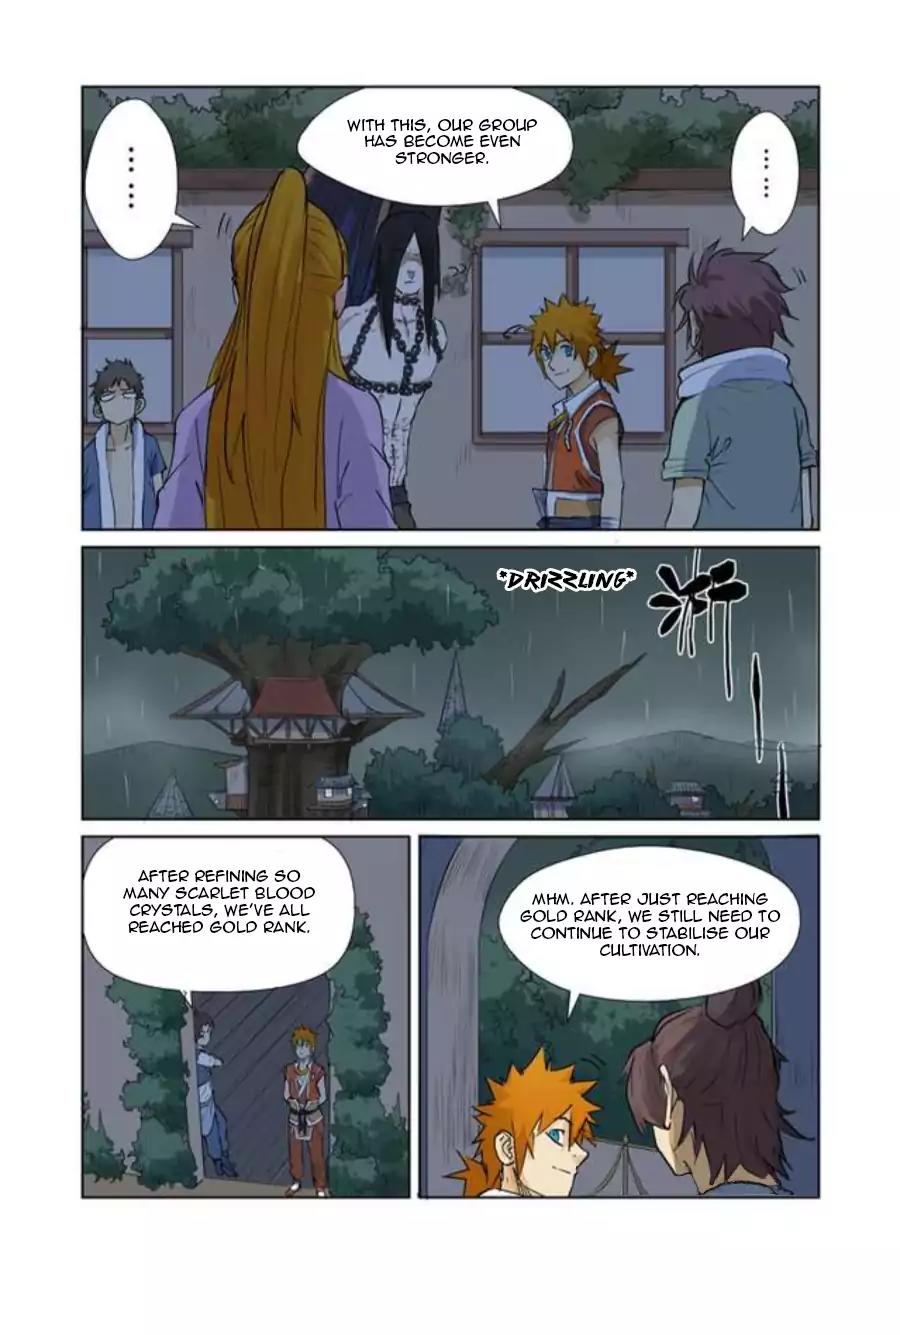 ......
WITH THIS, OUR GROUP
HAS BECOME EVEN
STRONGER.
......
*DRIZZLING*
AFTER REFINING SO
MANY SCARLET BLOOD
CRYSTALS, WE'VE ALL
REACHED GOLD RANK.
MHM. AFTER JUST REACHING
GOLD RANK, WE STILL NEED TO
CONTINUE TO STABILISE OUR
CULTIVATION.